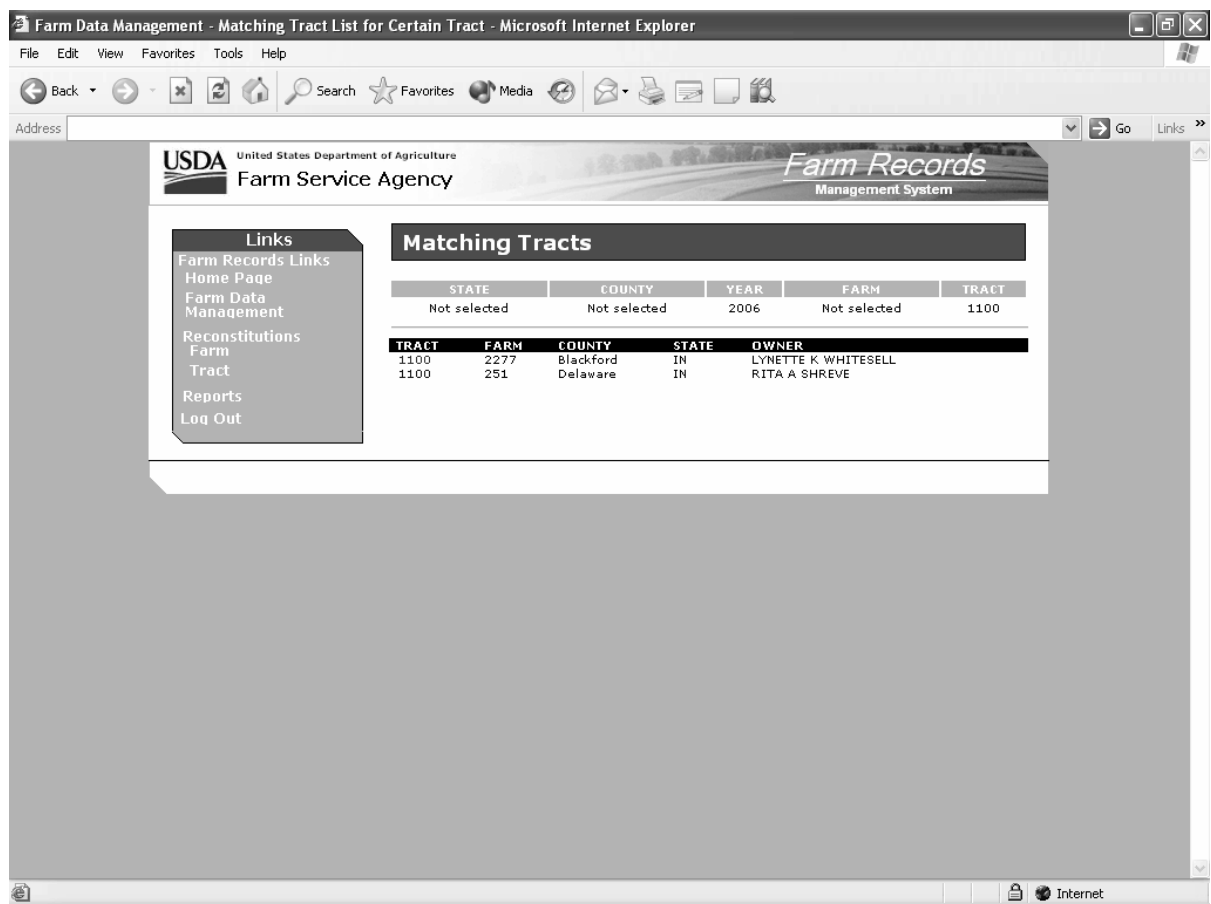 Farm Data Management - Matching Tract List for Certain Tract - Microsoft Internet Explorer
File Edit View Favorites Tools Help
Back Search Favorites Media
Address Go Links »
USDA United States Department of Agriculture
Farm Service Agency
Farm Records
Management System
Links
Farm Records Links
Home Page
Farm Data
Management
Reconstitutions
Farm
Tract
Reports
Log Out
Matching Tracts
STATE COUNTY YEAR FARM TRACT
Not selected Not selected 2006 Not selected 1100
TRACT FARM COUNTY STATE OWNER
1100 2277 Blackford IN LYNETTE K WHITESELL
1100 251 Delaware IN RITA A SHREVE
Internet